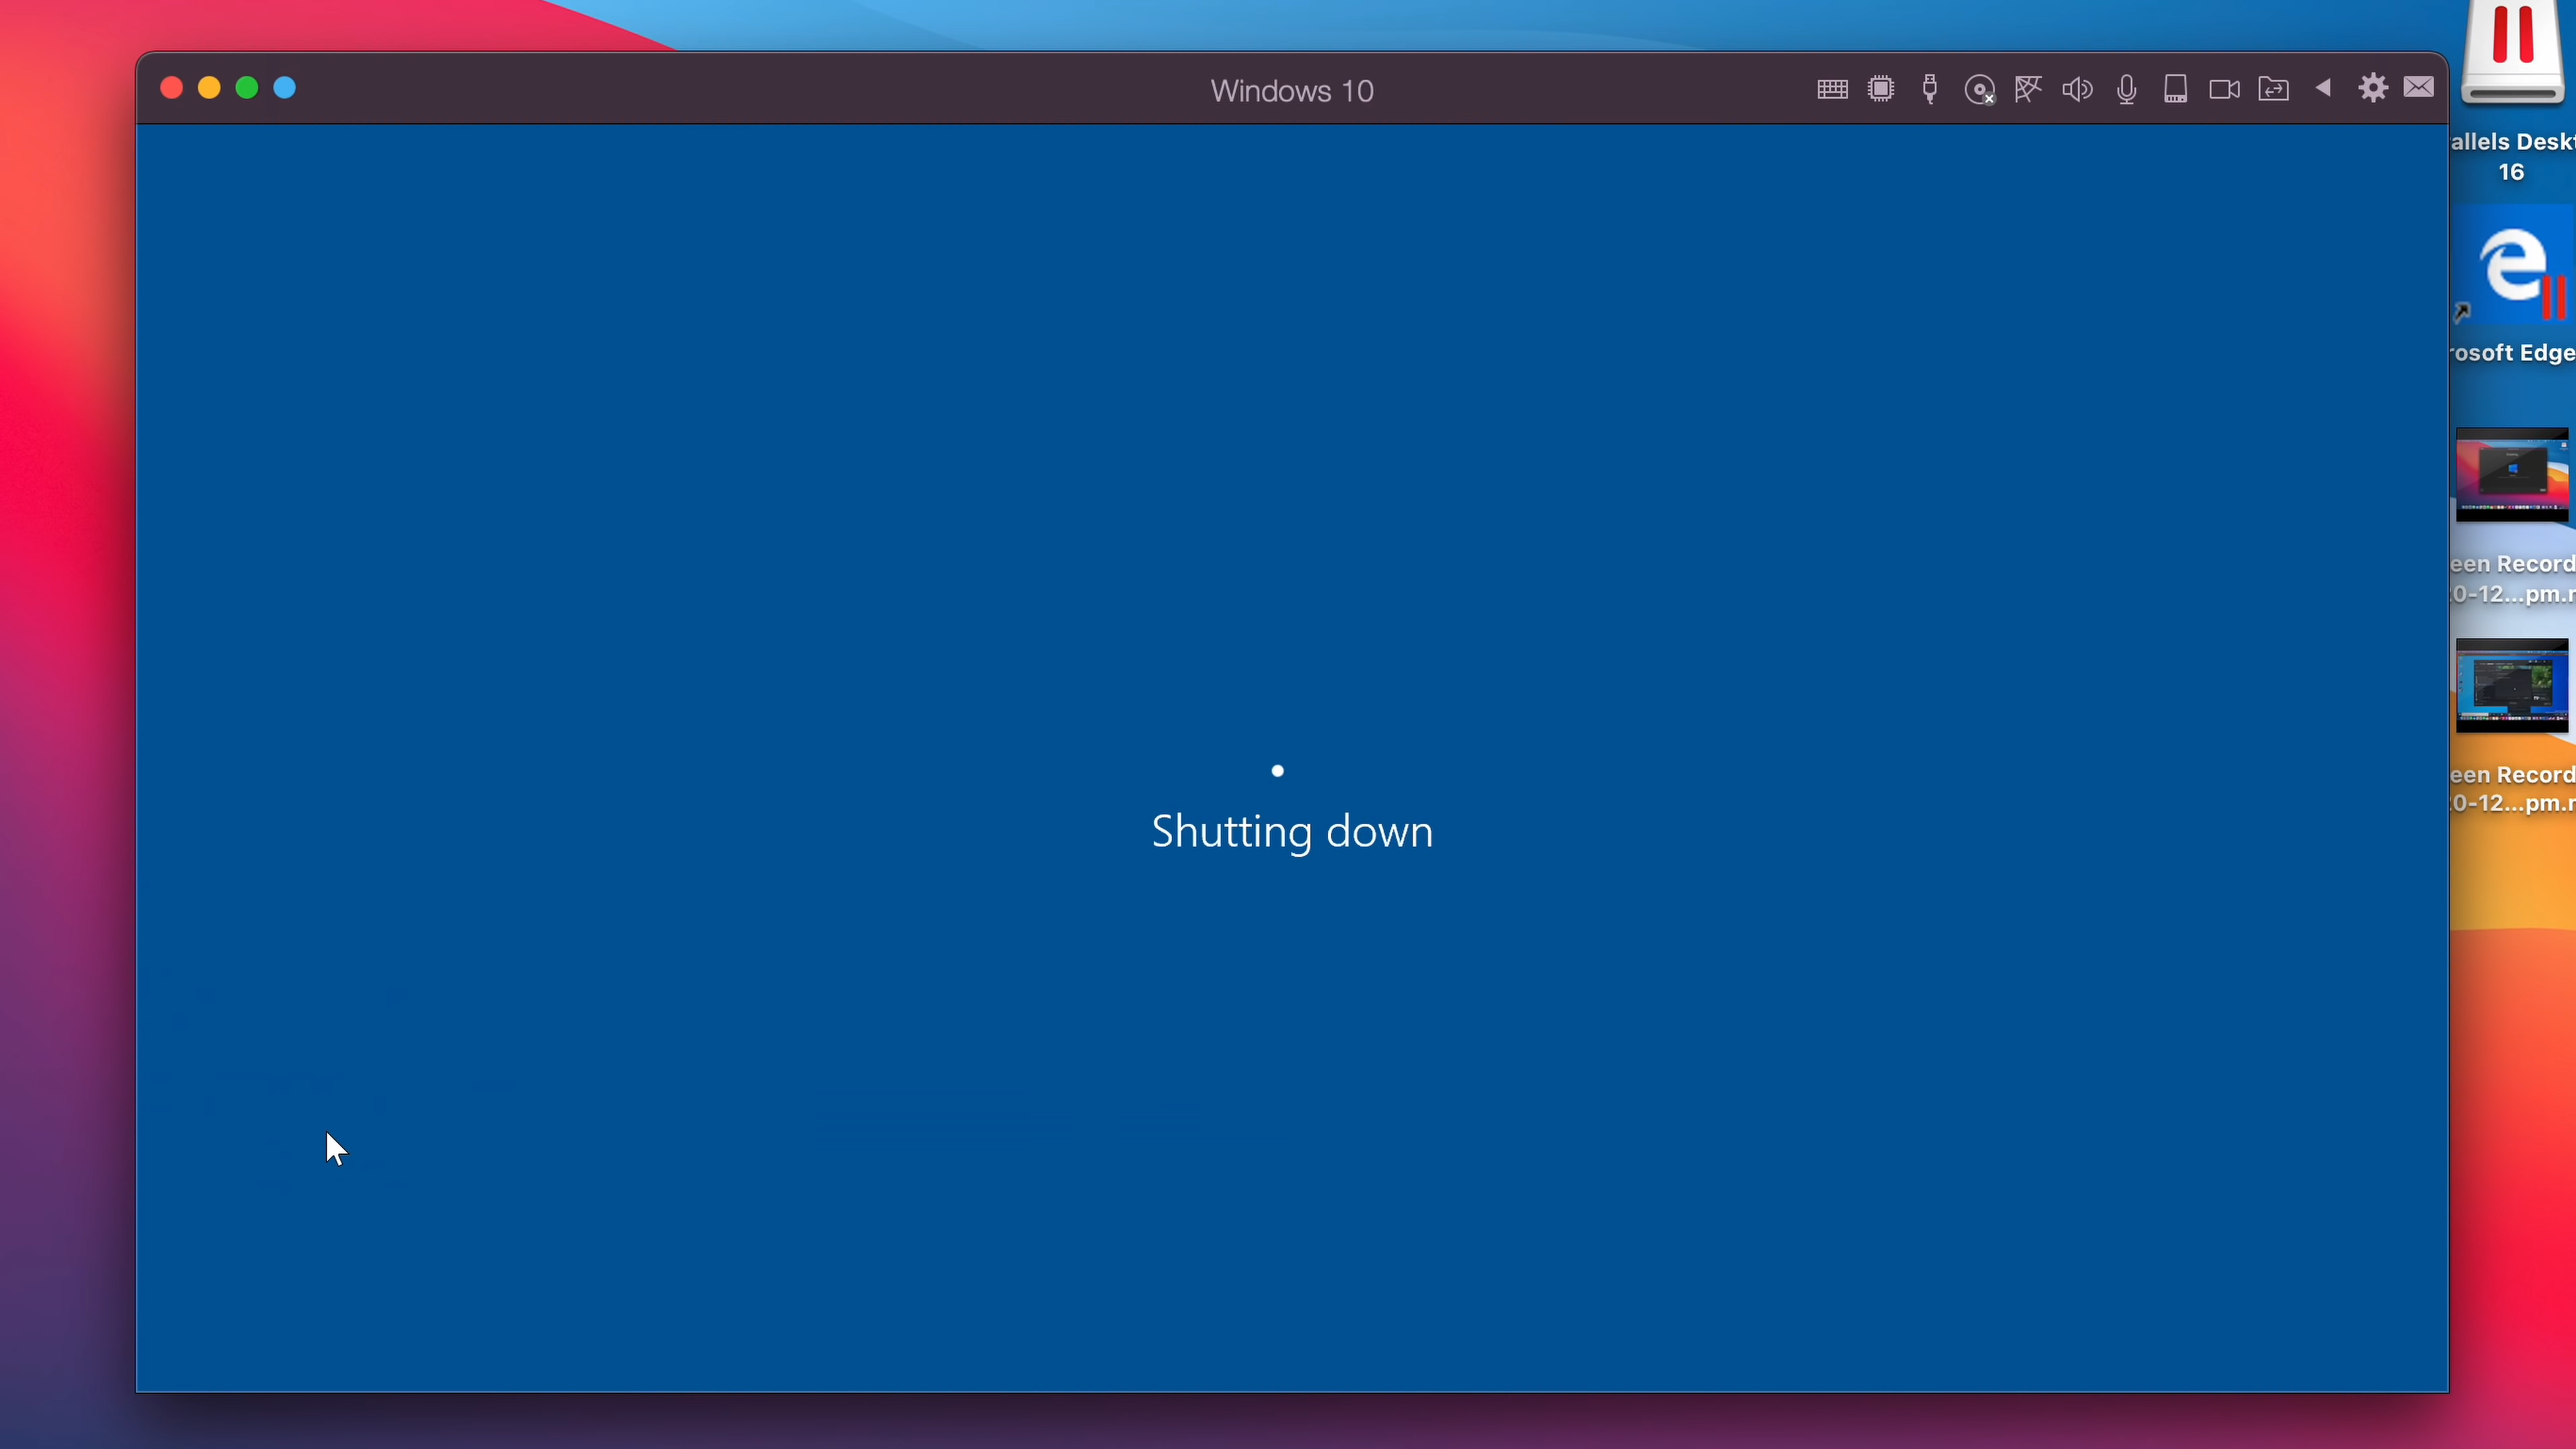 Windows 10
Shutting down
allels Deskt
16
rosoft Edge
een Record
0-12...pm.r
een Record
0-12...pm.r